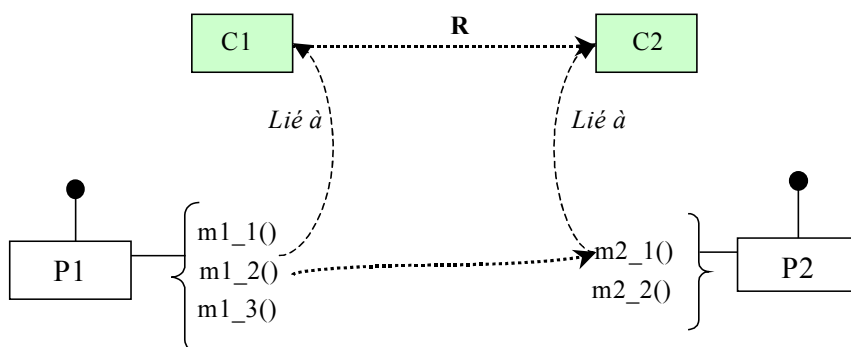 C1
R
C2
Lié à
Lié à
P1
m1_1()
m1_2()
m1_3()
m2_1()
m2_2()
P2